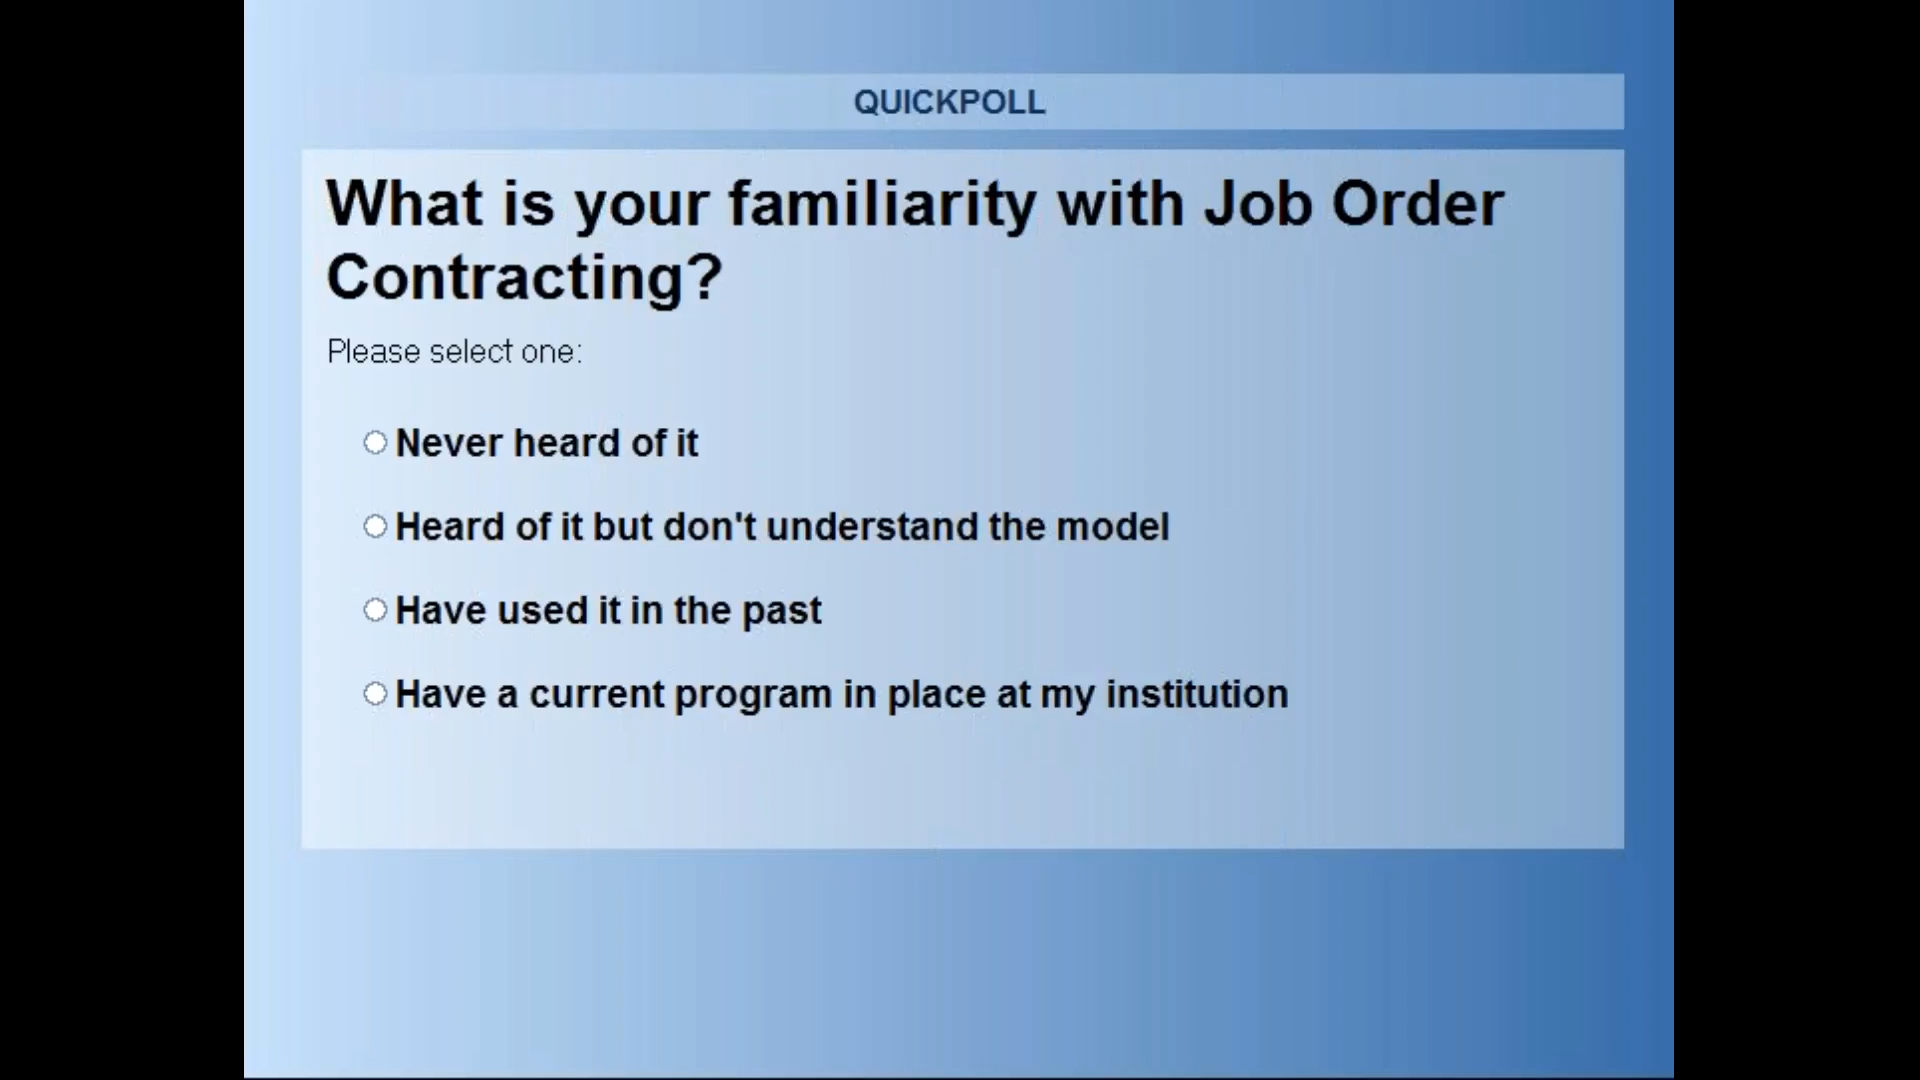 QUICKPOLL
What is your familiarity with Job Order
Contracting?
Please select one:
Never heard of it
Heard of it but don't understand the model
Have used it in the past
Have a current program in place at my institution